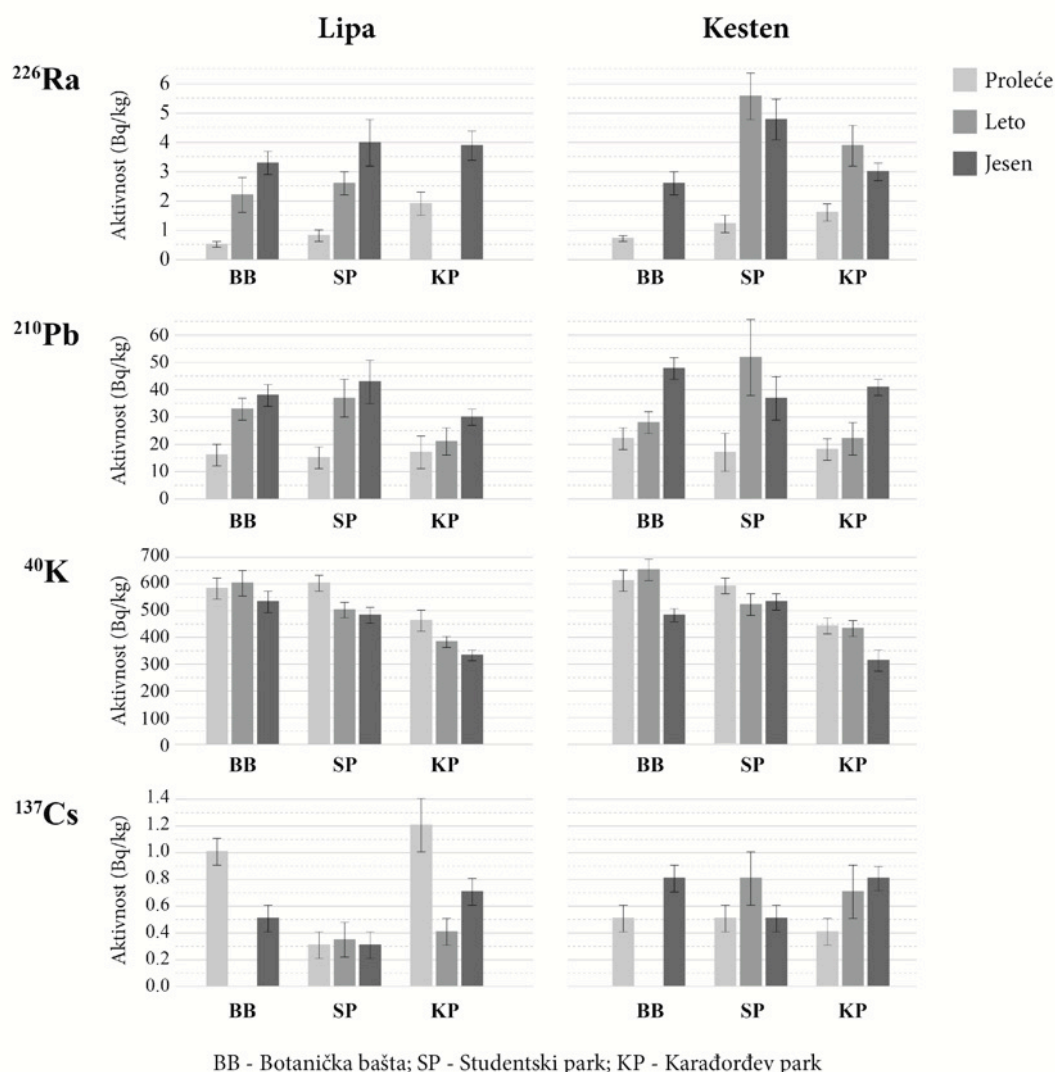 Lipa Kesten
²²⁶Ra
Aktivnost (Bq/kg)
6
5
4
3
2
1
0
BB SP KP BB SP KP
Proleće
Leto
Jesen
²¹⁰Pb
Aktivnost (Bq/kg)
60
50
40
30
20
10
0
BB SP KP BB SP KP
⁴⁰K
Aktivnost (Bq/kg)
700
600
500
400
300
200
100
0
BB SP KP BB SP KP
¹³⁷Cs
Aktivnost (Bq/kg)
1.4
1.2
1.0
0.8
0.6
0.4
0.2
0.0
BB SP KP BB SP KP
BB - Botanička bašta; SP - Studentski park; KP - Karađorđev park